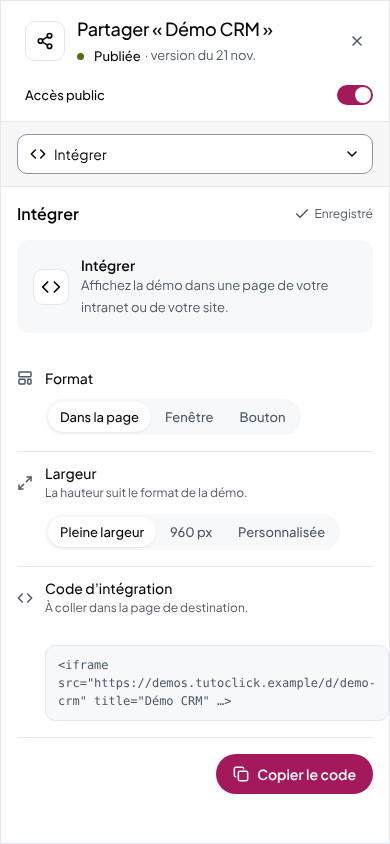 Partager « Démo CRM »
Publiée · version du 21 nov.
Accès public
Intégrer
Intégrer
Enregistré
Intégrer
Affichez la démo dans une page de votre
intranet ou de votre site.
Format
Dans la page
Fenêtre
Bouton
Largeur
La hauteur suit le format de la démo.
Pleine largeur
960 px
Personnalisée
Code d’intégration
À coller dans la page de destination.
<iframe
src="https://demos.tutoclick.example/d/demo-
crm" title="Démo CRM" …>
Copier le code